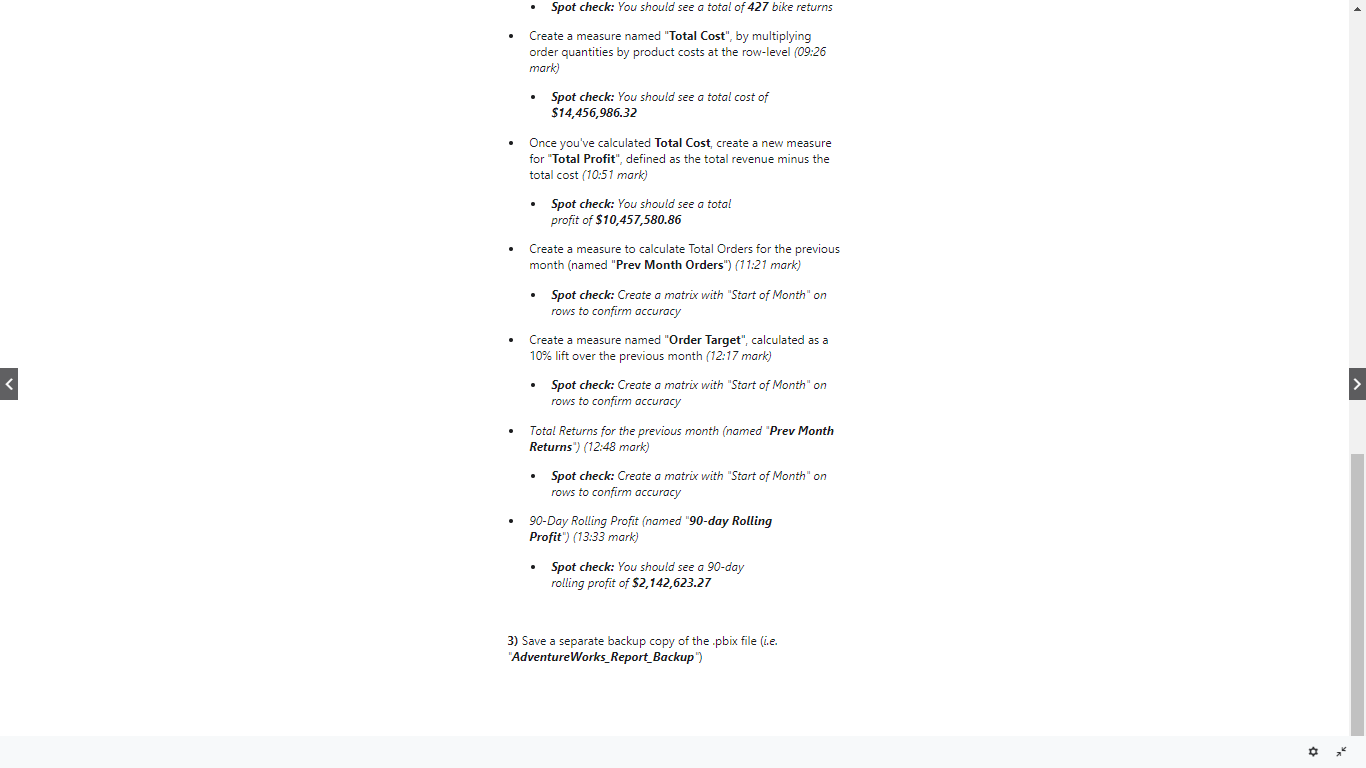 • Spot check: You should see a total of 427 bike returns
• Create a measure named "Total Cost", by multiplying
order quantities by product costs at the row-level (09:26
mark)
• Spot check: You should see a total cost of
$14,456,986.32
• Once you've calculated Total Cost, create a new measure
for "Total Profit", defined as the total revenue minus the
total cost (10:51 mark)
• Spot check: You should see a total
profit of $10,457,580.86
• Create a measure to calculate Total Orders for the previous
month (named "Prev Month Orders") (11:21 mark)
• Spot check: Create a matrix with "Start of Month" on
rows to confirm accuracy
• Create a measure named "Order Target", calculated as a
10% lift over the previous month (12:17 mark)
• Spot check: Create a matrix with "Start of Month" on
rows to confirm accuracy
• Total Returns for the previous month (named "Prev Month
Returns") (12:48 mark)
• Spot check: Create a matrix with "Start of Month" on
rows to confirm accuracy
• 90-Day Rolling Profit (named "90-day Rolling
Profit") (13:33 mark)
• Spot check: You should see a 90-day
rolling profit of $2,142,623.27
3) Save a separate backup copy of the .pbix file (i.e.
"AdventureWorks_Report_Backup")